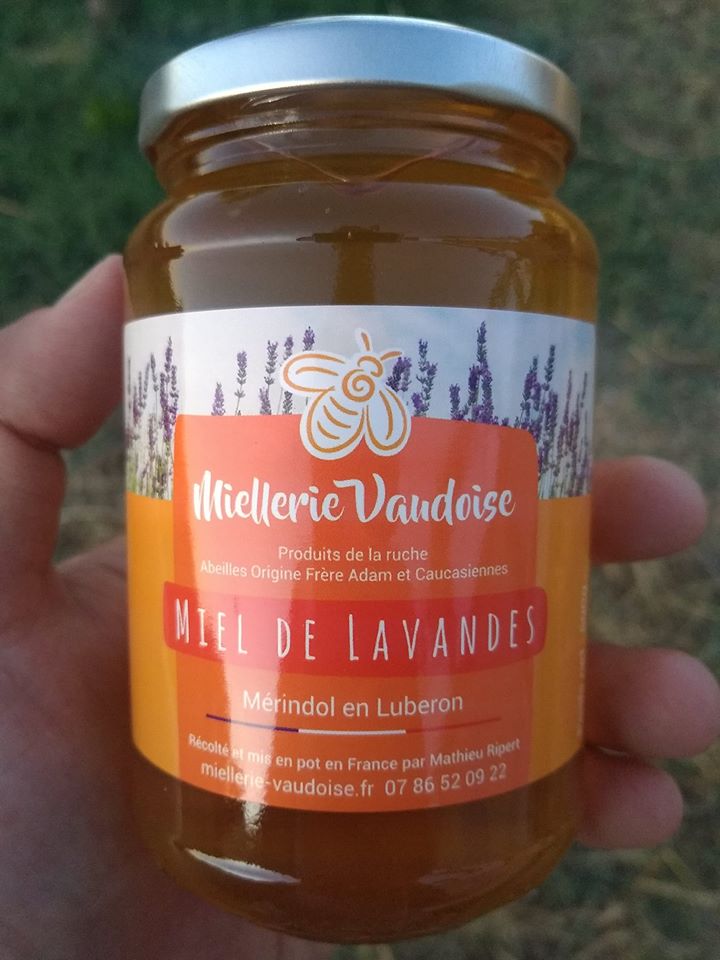 Miellerie Vaudoise
Produits de la ruche
Abeilles Origine Frère Adam et Caucasiennes
MIEL DE LAVANDES
Mérindol en Luberon
Récolté et mis en pot en France par Mathieu Ripert
miellerie-vaudoise.fr 07 86 52 09 22